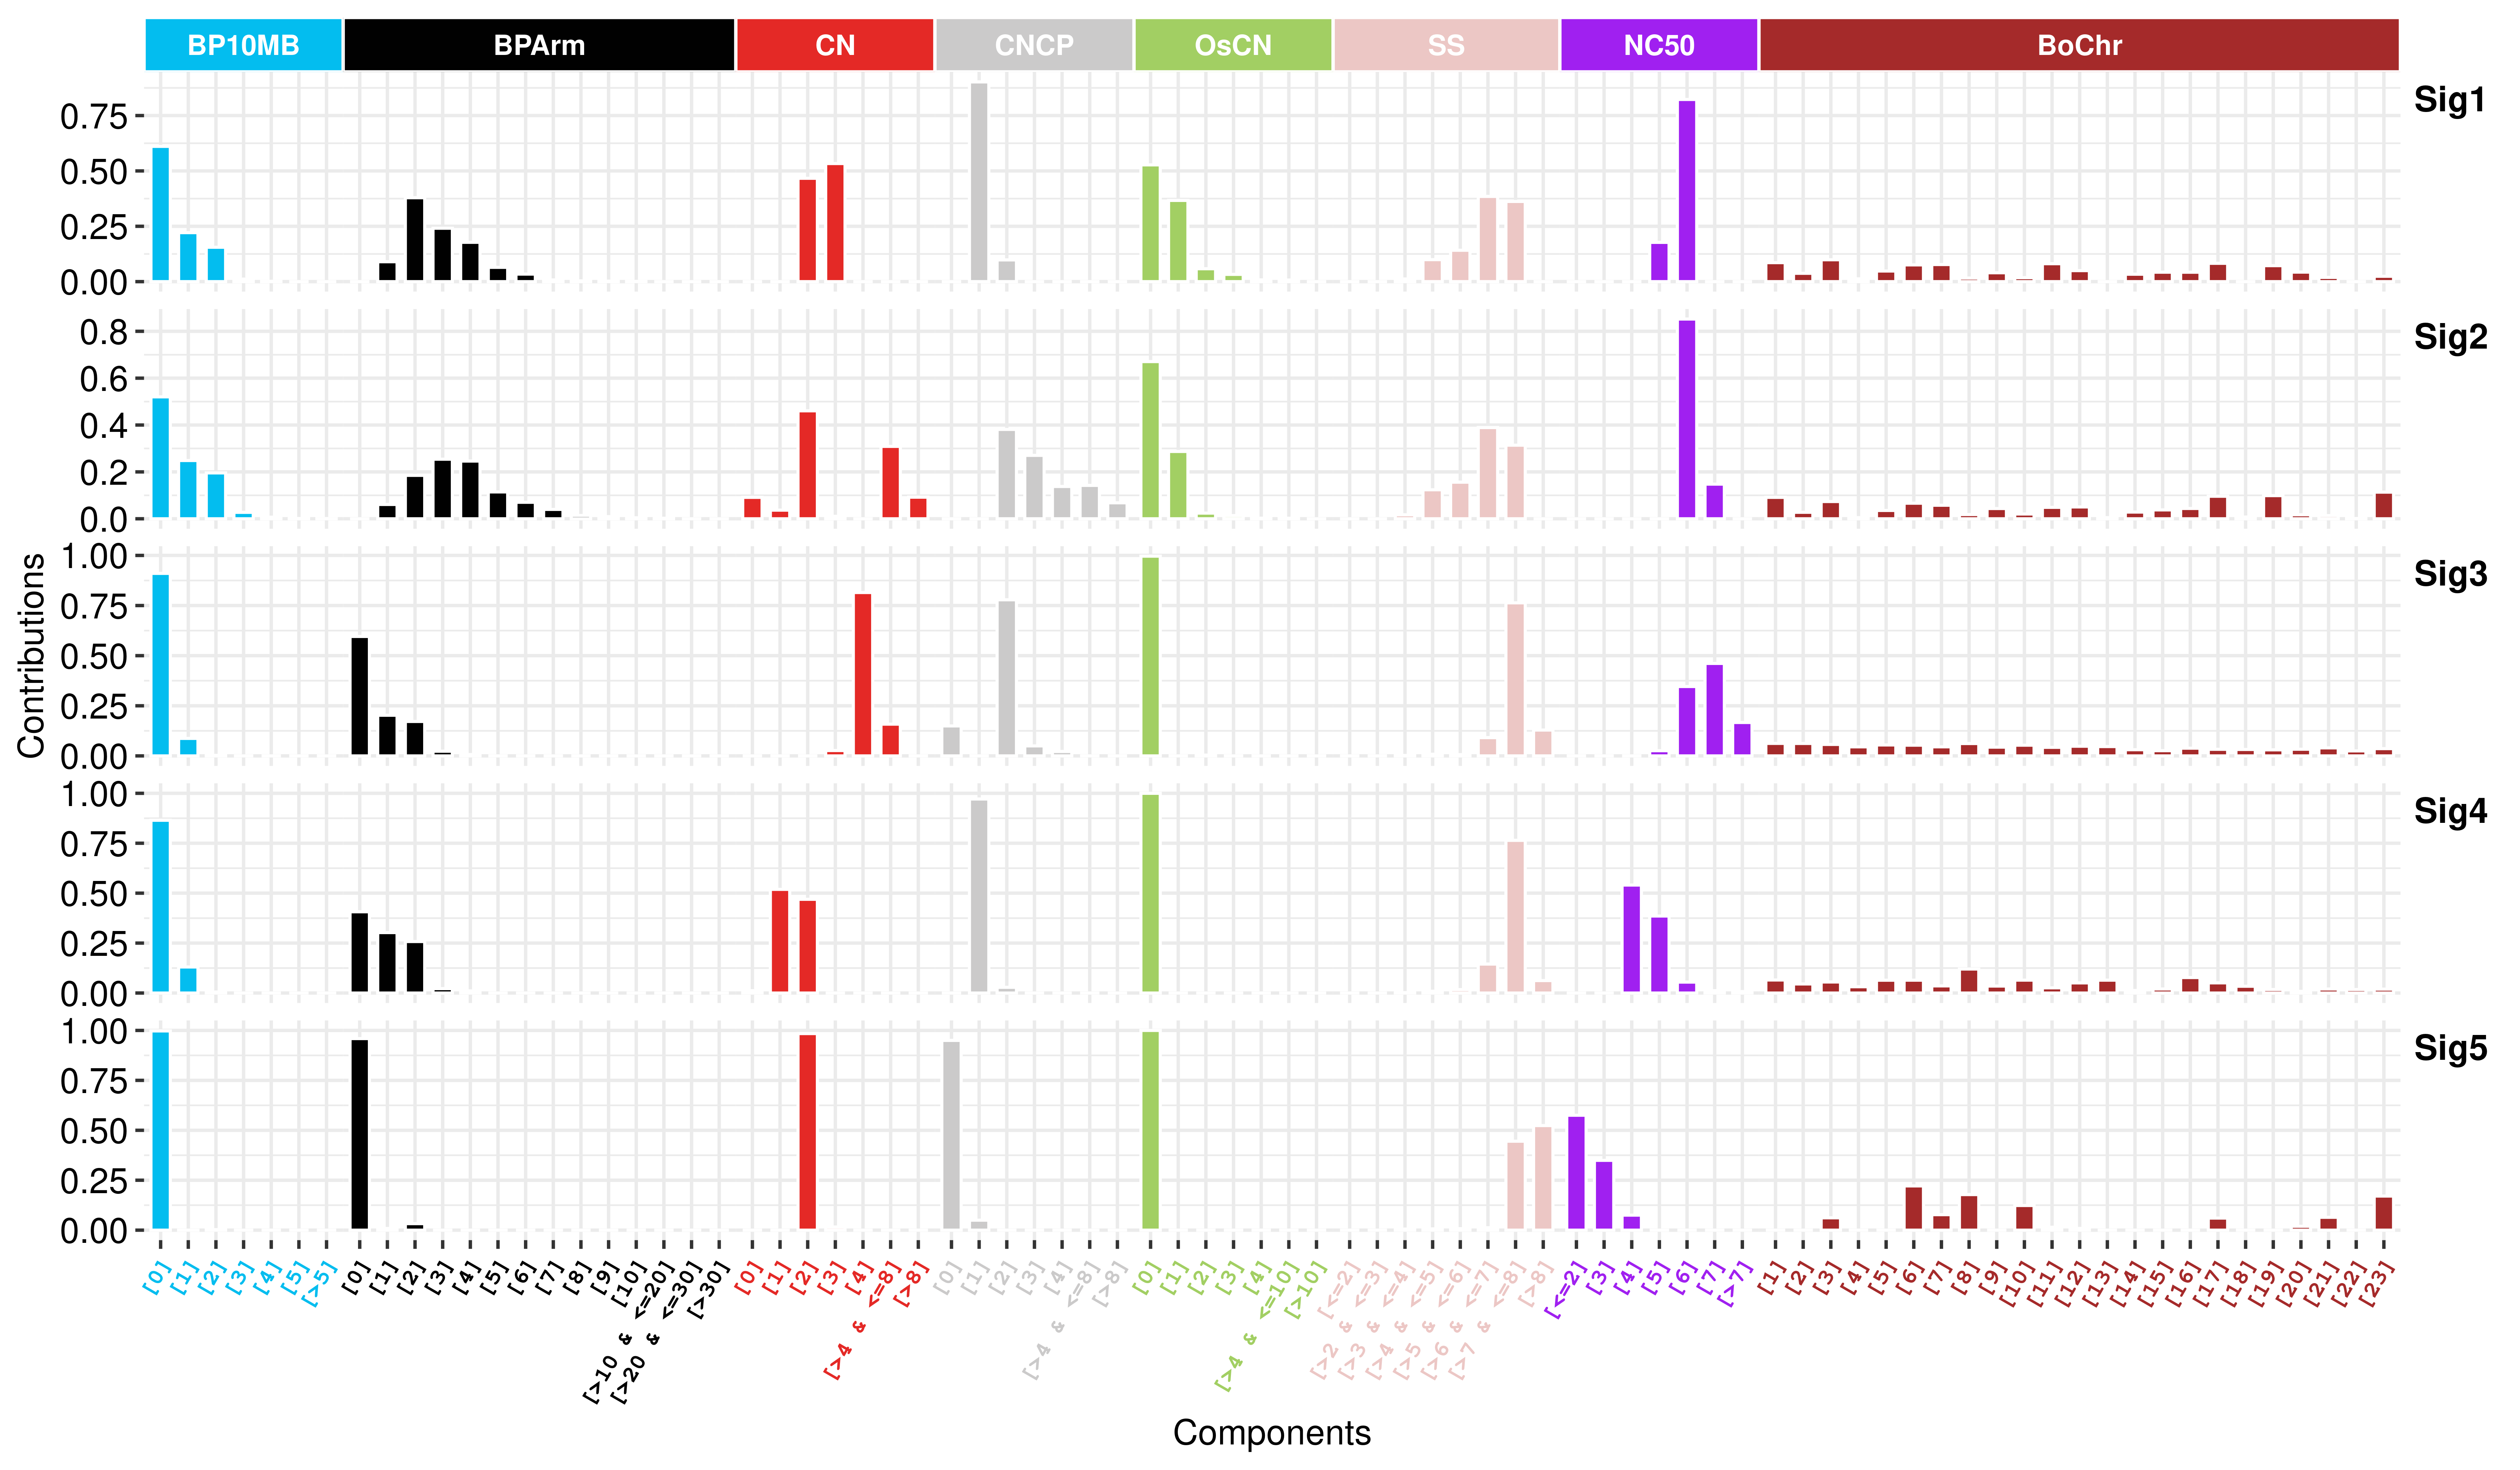 BP10MB BPArm CN CNCP OsCN SS NC50 BoChr
Sig1
0.75
0.50
0.25
0.00
Sig2
0.8
0.6
0.4
0.2
0.0
Sig3
1.00
0.75
0.50
0.25
0.00
Sig4
1.00
0.75
0.50
0.25
0.00
Sig5
1.00
0.75
0.50
0.25
0.00
Contributions
[0] [1] [2] [3] [4] [5] [>5]
[0] [1] [2] [3] [4] [5] [6] [7] [8] [9] [10] [>10 & <=20] [>20 & <=30] [>30]
[0] [1] [2] [3] [4] [>4 & <=8] [>8]
[0] [1] [2] [3] [4] [>4 & <=8] [>8]
[0] [1] [2] [3] [4] [>4 & <=10] [>10]
[<=2] [>2 & <=3] [>3 & <=4] [>4 & <=5] [>5 & <=6] [>6 & <=7] [>7 & <=8] [>8]
[<=2] [3] [4] [5] [6] [7] [>7]
[1] [2] [3] [4] [5] [6] [7] [8] [9] [10] [11] [12] [13] [14] [15] [16] [17] [18] [19] [20] [21] [22] [23]
Components